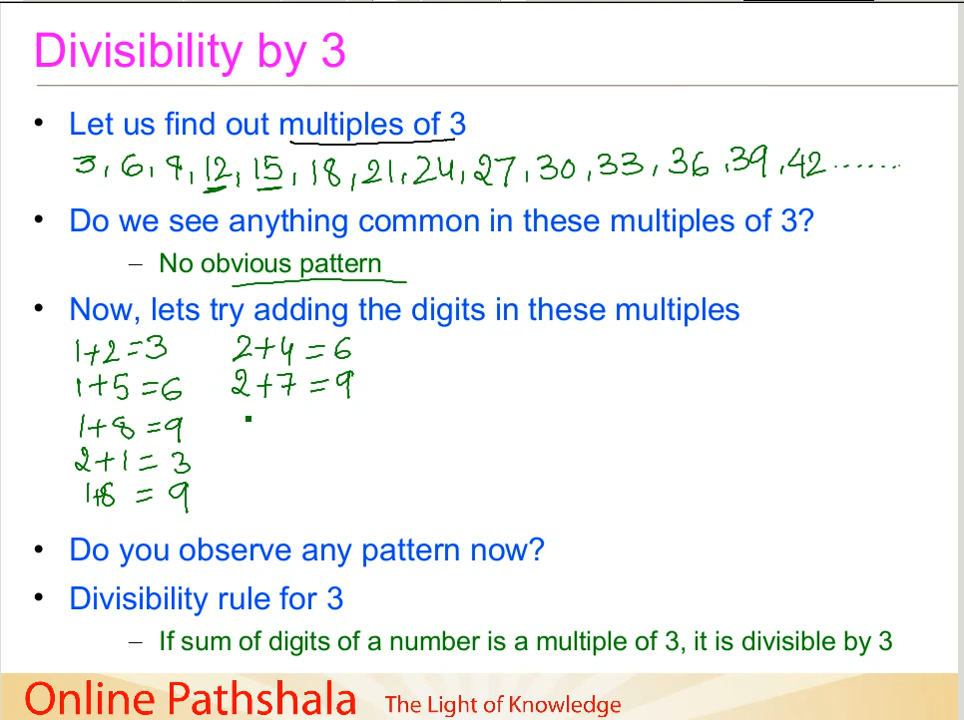 Divisibility by 3
• Let us find out multiples of 3
3, 6, 9, 12, 15, 18, 21, 24, 27, 30, 33, 36, 39, 42 .......
• Do we see anything common in these multiples of 3?
– No obvious pattern
• Now, lets try adding the digits in these multiples
1+2=3 2+4=6
1+5=6 2+7=9
1+8=9
2+1=3
1+8=9
• Do you observe any pattern now?
• Divisibility rule for 3
– If sum of digits of a number is a multiple of 3, it is divisible by 3
Online Pathshala The Light of Knowledge